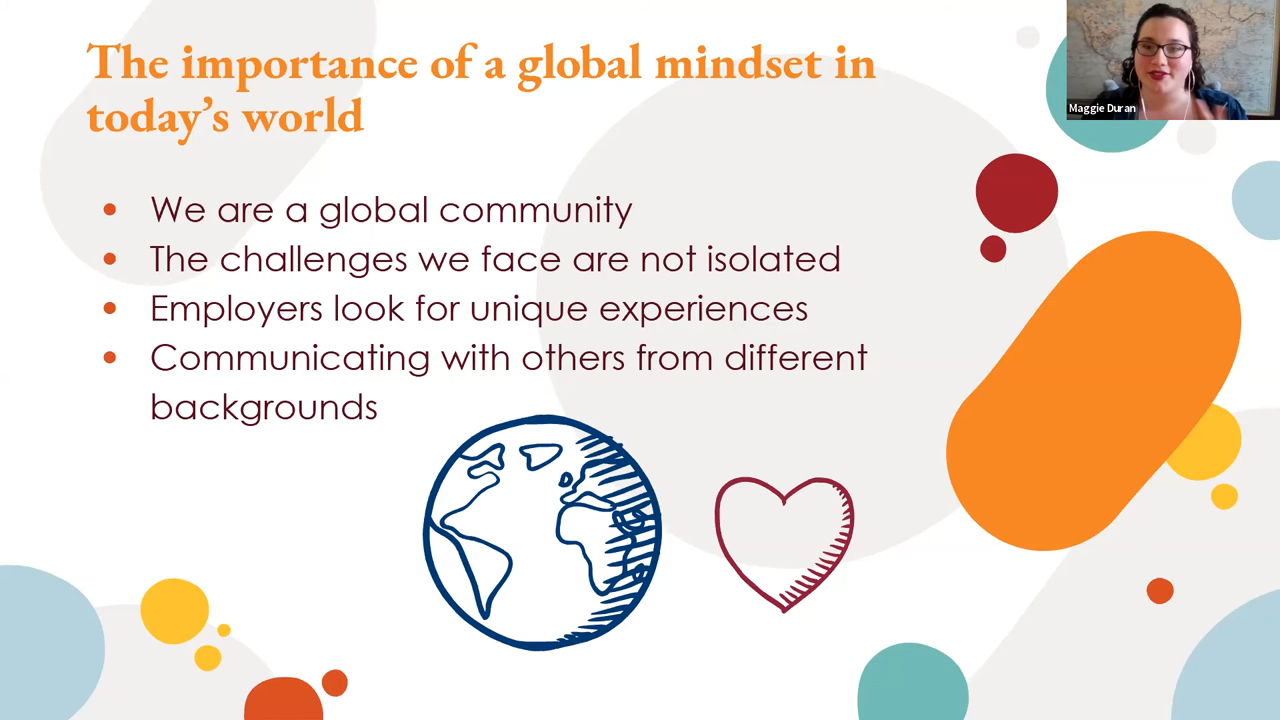 The importance of a global mindset in
today’s world
Maggie Duran
• We are a global community
• The challenges we face are not isolated
• Employers look for unique experiences
• Communicating with others from different
backgrounds